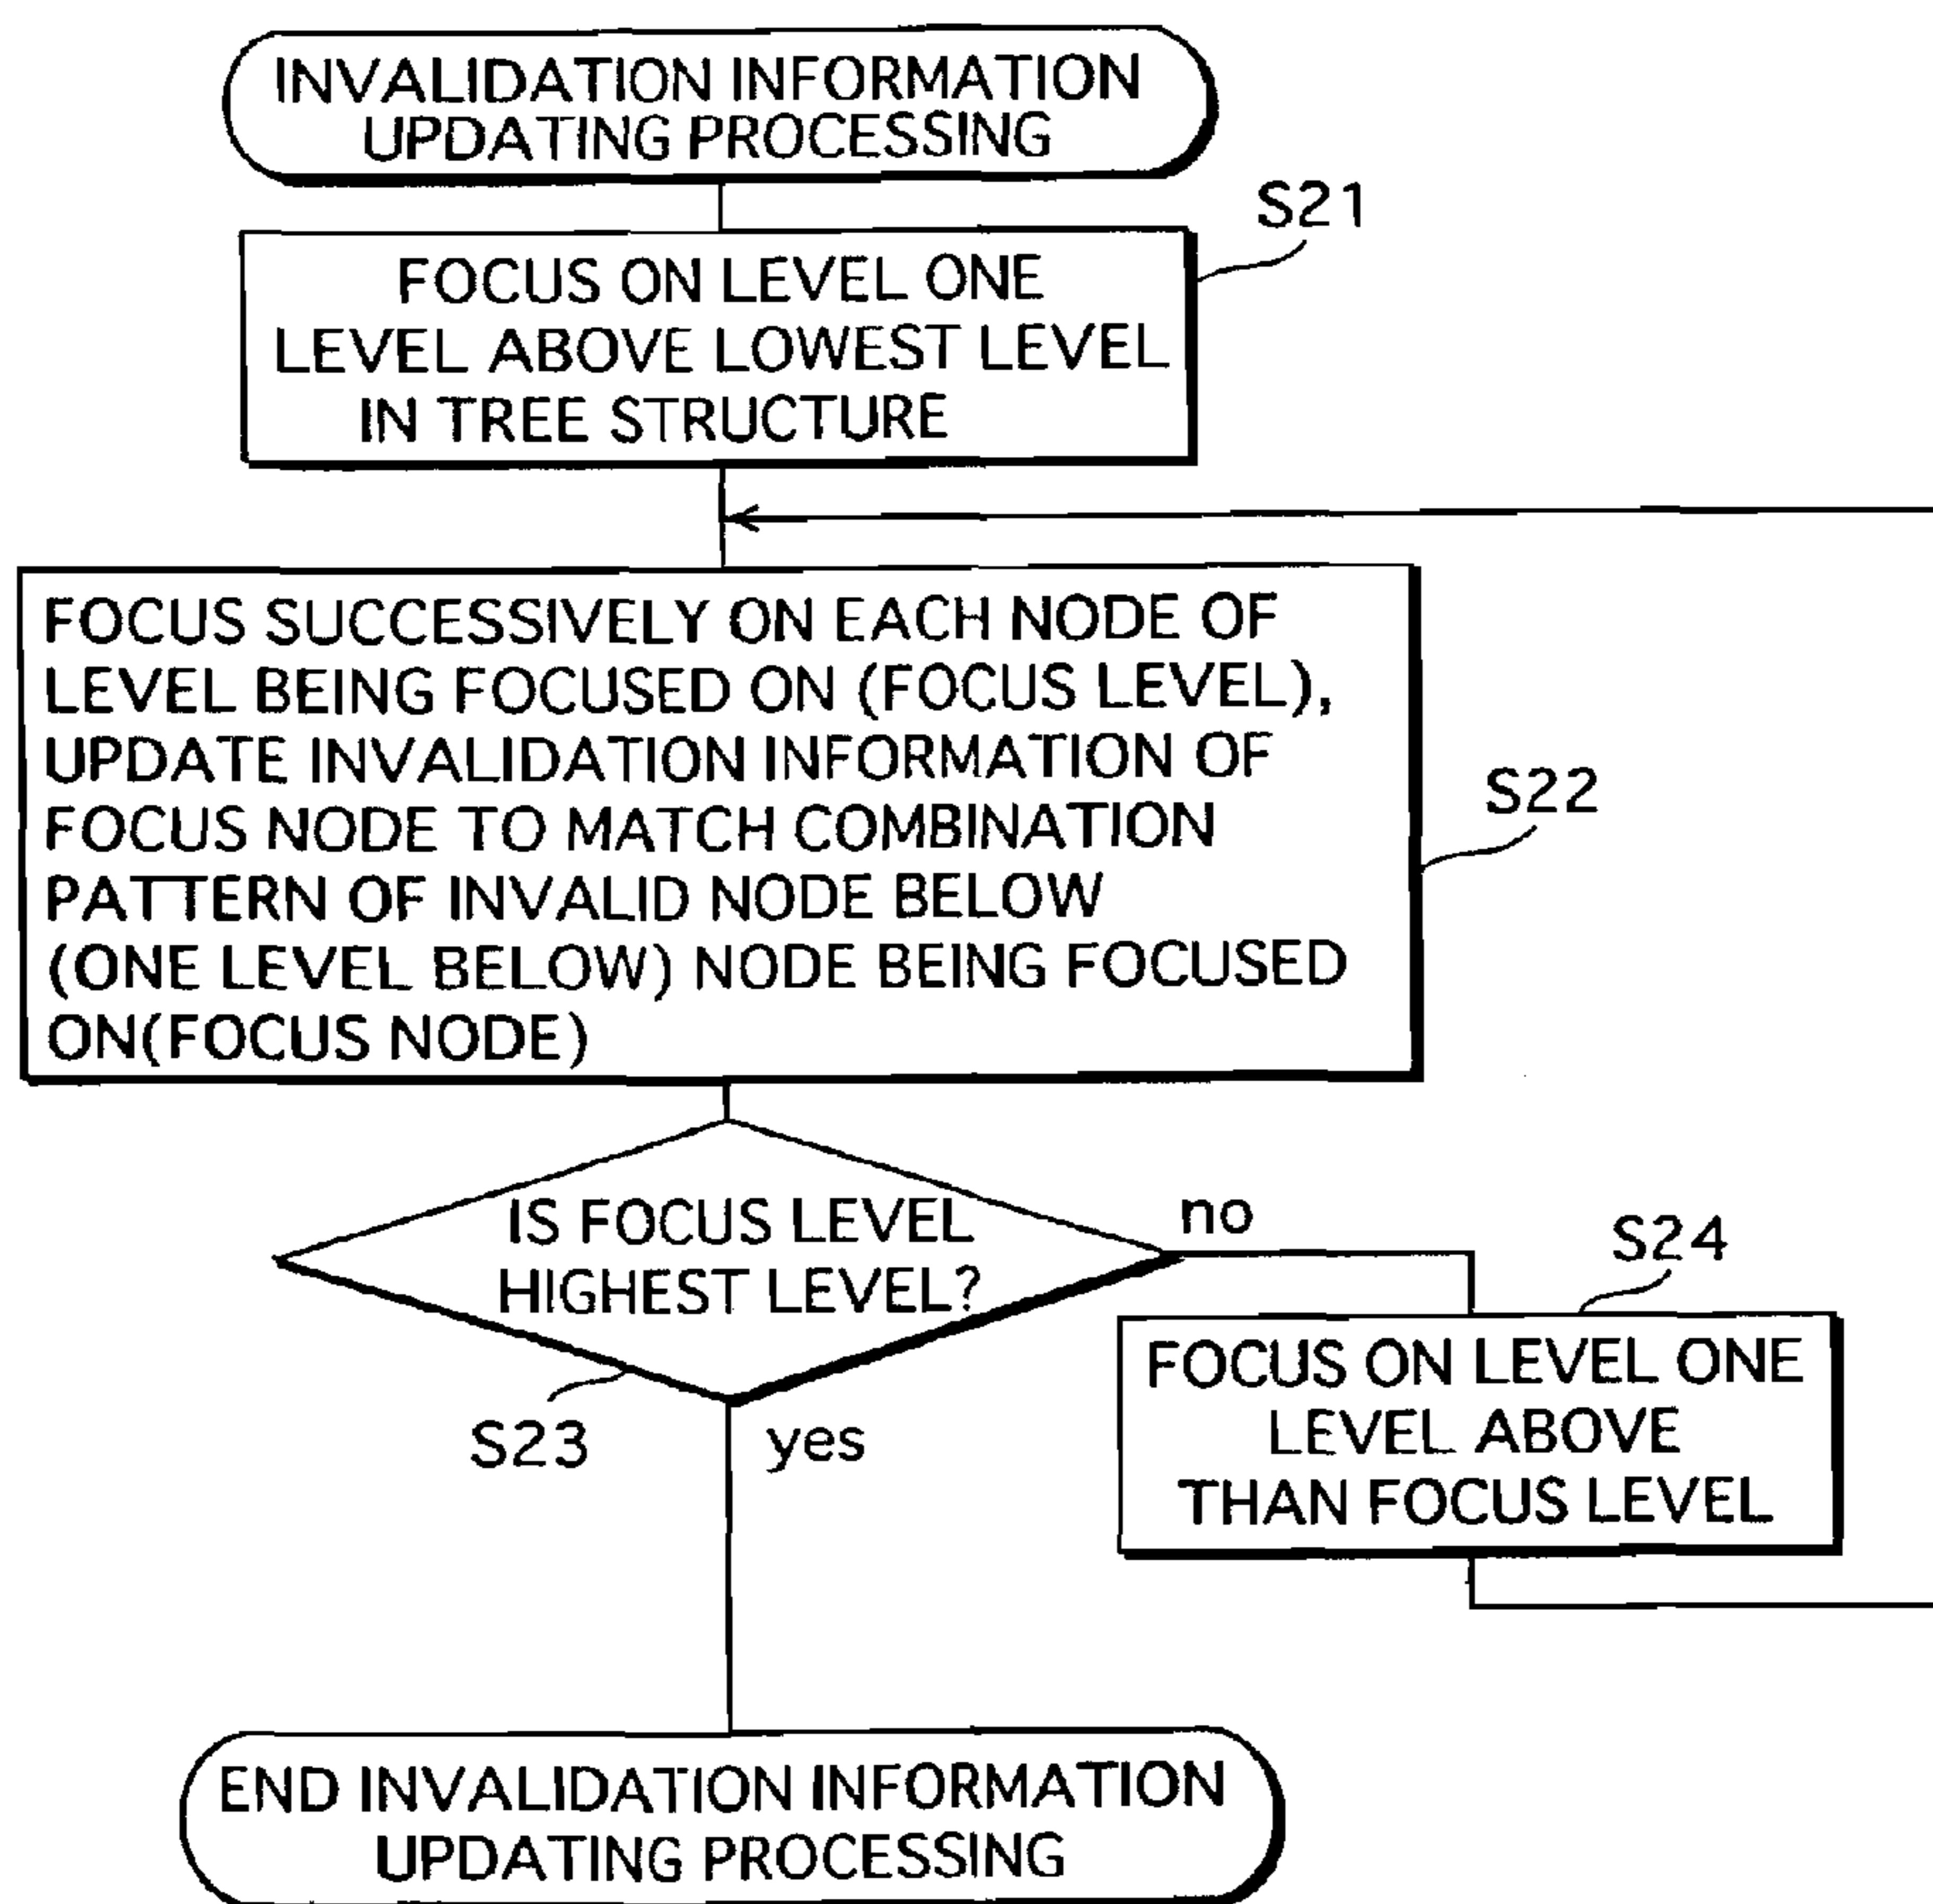 INVALIDATION INFORMATION
UPDATING PROCESSING
S21
FOCUS ON LEVEL ONE
LEVEL ABOVE LOWEST LEVEL
IN TREE STRUCTURE
FOCUS SUCCESSIVELY ON EACH NODE OF
LEVEL BEING FOCUSED ON (FOCUS LEVEL),
UPDATE INVALIDATION INFORMATION OF
FOCUS NODE TO MATCH COMBINATION
PATTERN OF INVALID NODE BELOW
(ONE LEVEL BELOW) NODE BEING FOCUSED
ON(FOCUS NODE)
S22
IS FOCUS LEVEL
HIGHEST LEVEL?
no
S24
S23
yes
FOCUS ON LEVEL ONE
LEVEL ABOVE
THAN FOCUS LEVEL
END INVALIDATION INFORMATION
UPDATING PROCESSING